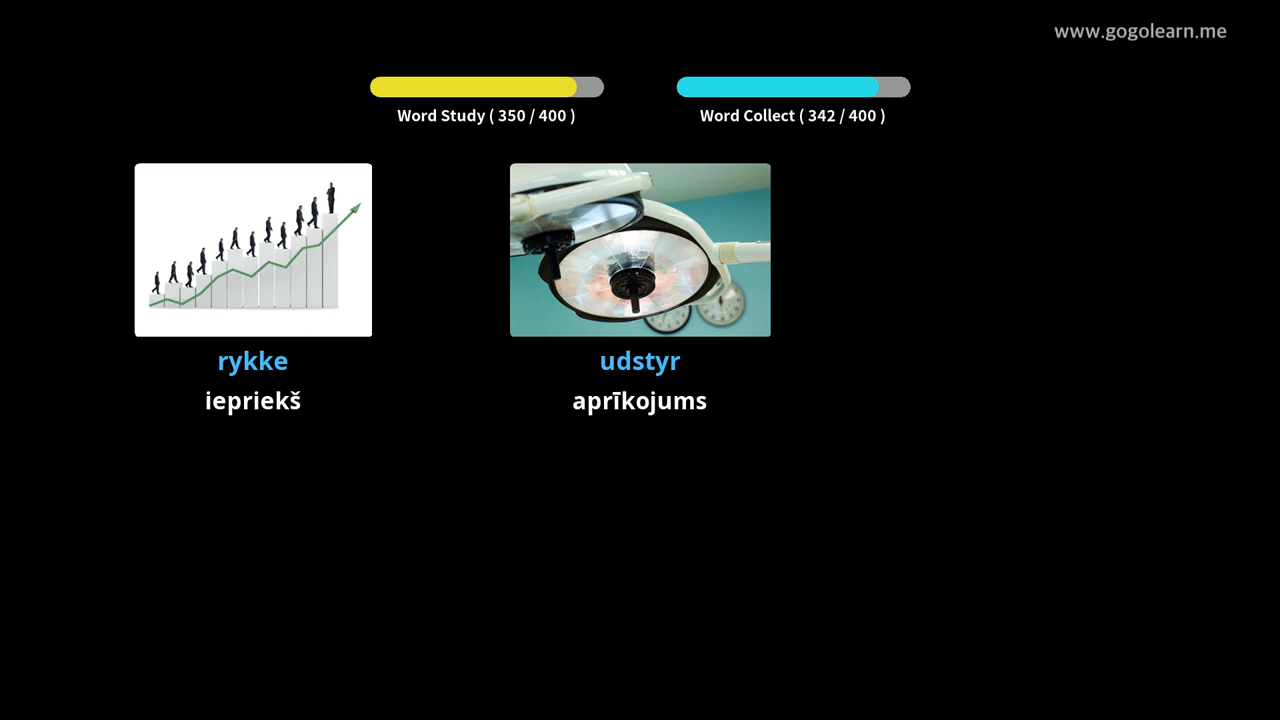 www.gogolearn.me
Word Study ( 350 / 400 )
Word Collect ( 342 / 400 )
rykke
iepriekš
udstyr
aprīkojums